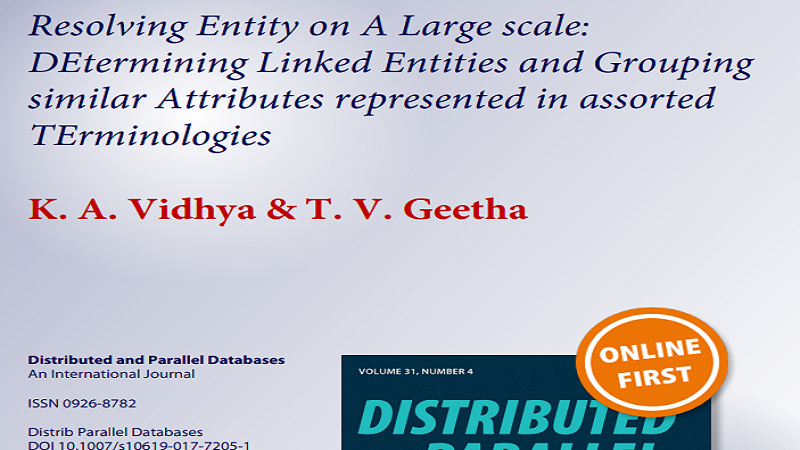 Resolving Entity on A Large scale:
DEtermining Linked Entities and Grouping
similar Attributes represented in assorted
TErminologies
K. A. Vidhya & T. V. Geetha
Distributed and Parallel Databases
An International Journal
ISSN 0926-8782
Distrib Parallel Databases
DOI 10.1007/s10619-017-7205-1
VOLUME 31, NUMBER 4
ONLINE
FIRST
DISTRIBUTED
PARALLEL